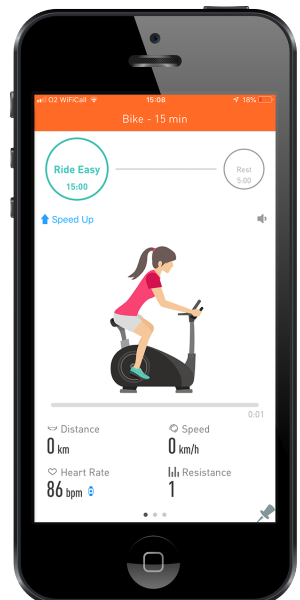 O2 WiFiCall 15:08 18%
Bike - 15 min
Ride Easy
15:00
Rest
5:00
Speed Up
0:01
Distance
0 km
Speed
0 km/h
Heart Rate
86 bpm
Resistance
1